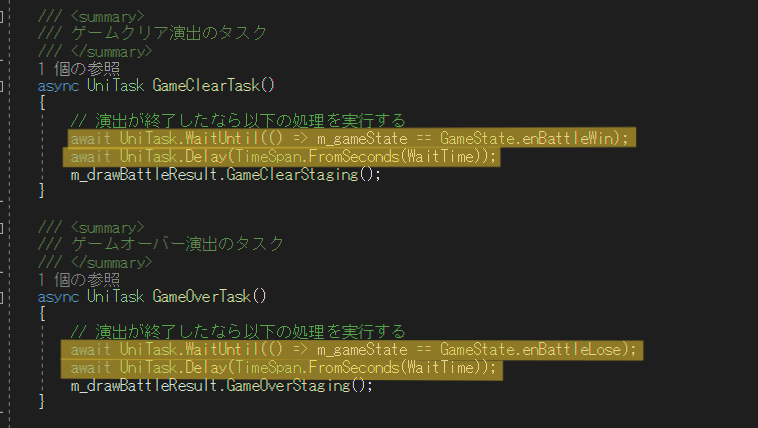 /// <summary>
/// ゲームクリア演出のタスク
/// </summary>
1 個の参照
async UniTask GameClearTask()
{
// 演出が終了したなら以下の処理を実行する
await UniTask.WaitUntil(() => m_gameState == GameState.enBattleWin);
await UniTask.Delay(TimeSpan.FromSeconds(WaitTime));
m_drawBattleResult.GameClearStaging();
}
/// <summary>
/// ゲームオーバー演出のタスク
/// </summary>
1 個の参照
async UniTask GameOverTask()
{
// 演出が終了したなら以下の処理を実行する
await UniTask.WaitUntil(() => m_gameState == GameState.enBattleLose);
await UniTask.Delay(TimeSpan.FromSeconds(WaitTime));
m_drawBattleResult.GameOverStaging();
}